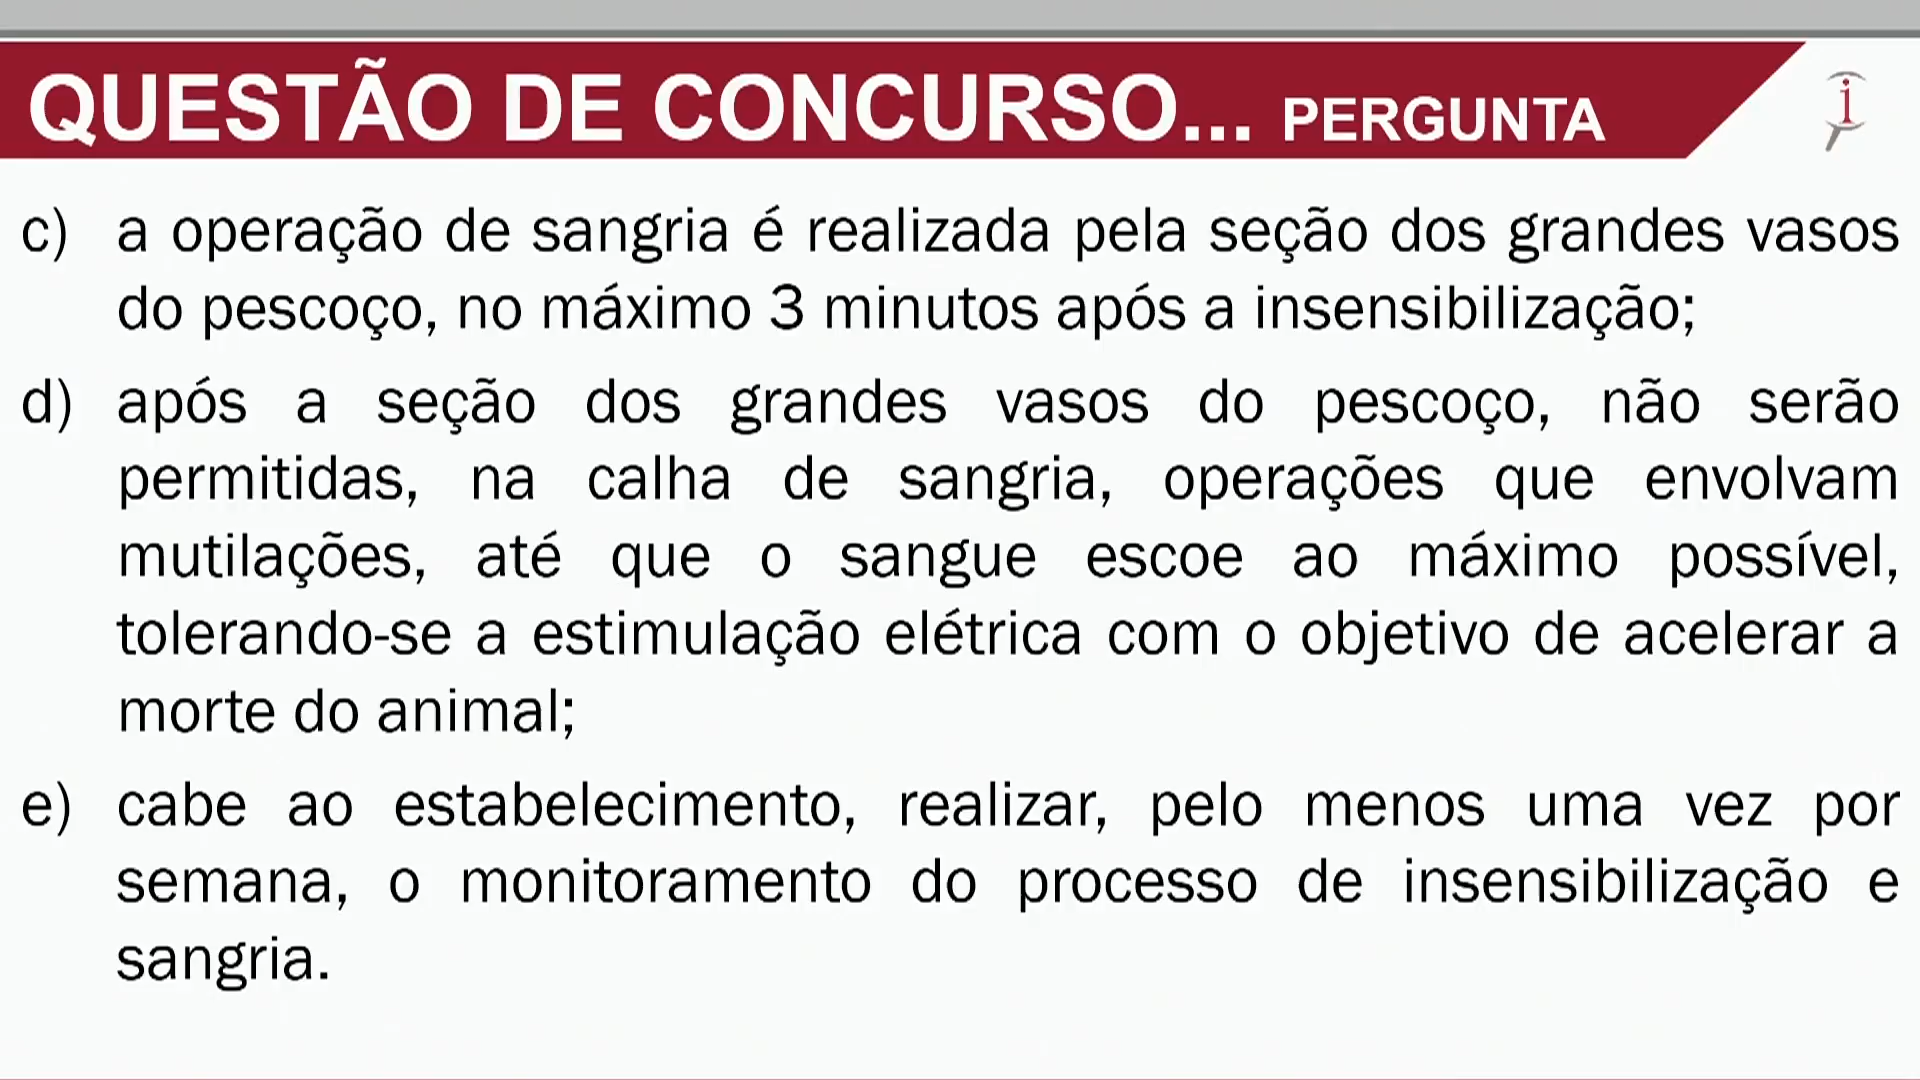 QUESTÃO DE CONCURSO... PERGUNTA
c) a operação de sangria é realizada pela seção dos grandes vasos
do pescoço, no máximo 3 minutos após a insensibilização;
d) após a seção dos grandes vasos do pescoço, não serão
permitidas, na calha de sangria, operações que envolvam
mutilações, até que o sangue escoe ao máximo possível,
tolerando-se a estimulação elétrica com o objetivo de acelerar a
morte do animal;
e) cabe ao estabelecimento, realizar, pelo menos uma vez por
semana, o monitoramento do processo de insensibilização e
sangria.